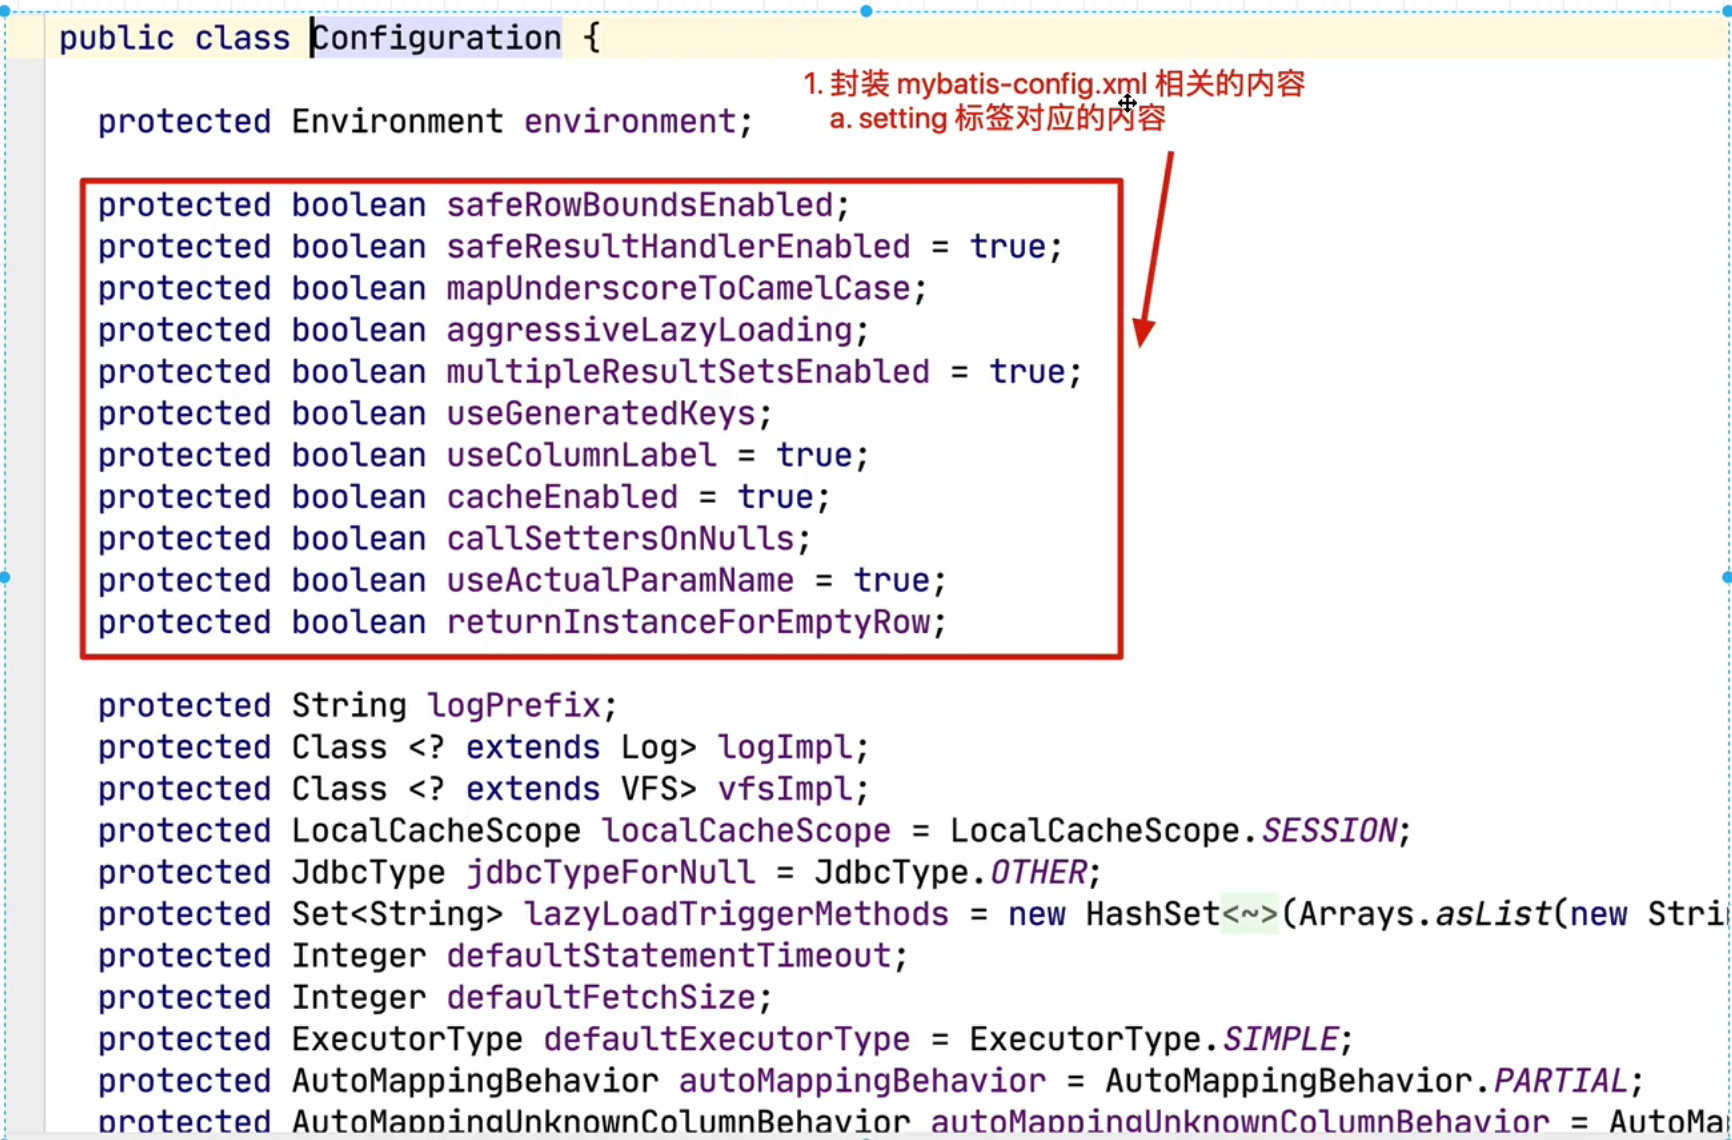 public class Configuration {
1. 封装 mybatis-config.xml 相关的内容
a. setting 标签对应的内容
protected Environment environment;
protected boolean safeRowBoundsEnabled;
protected boolean safeResultHandlerEnabled = true;
protected boolean mapUnderscoreToCamelCase;
protected boolean aggressiveLazyLoading;
protected boolean multipleResultSetsEnabled = true;
protected boolean useGeneratedKeys;
protected boolean useColumnLabel = true;
protected boolean cacheEnabled = true;
protected boolean callSettersOnNulls;
protected boolean useActualParamName = true;
protected boolean returnInstanceForEmptyRow;
protected String logPrefix;
protected Class <? extends Log> logImpl;
protected Class <? extends VFS> vfsImpl;
protected LocalCacheScope localCacheScope = LocalCacheScope.SESSION;
protected JdbcType jdbcTypeForNull = JdbcType.OTHER;
protected Set<String> lazyLoadTriggerMethods = new HashSet<~>(Arrays.asList(new Stri
protected Integer defaultStatementTimeout;
protected Integer defaultFetchSize;
protected ExecutorType defaultExecutorType = ExecutorType.SIMPLE;
protected AutoMappingBehavior autoMappingBehavior = AutoMappingBehavior.PARTIAL;
protected AutoMappingUnknownColumnBehavior autoMappingUnknownColumnBehavior = AutoMa